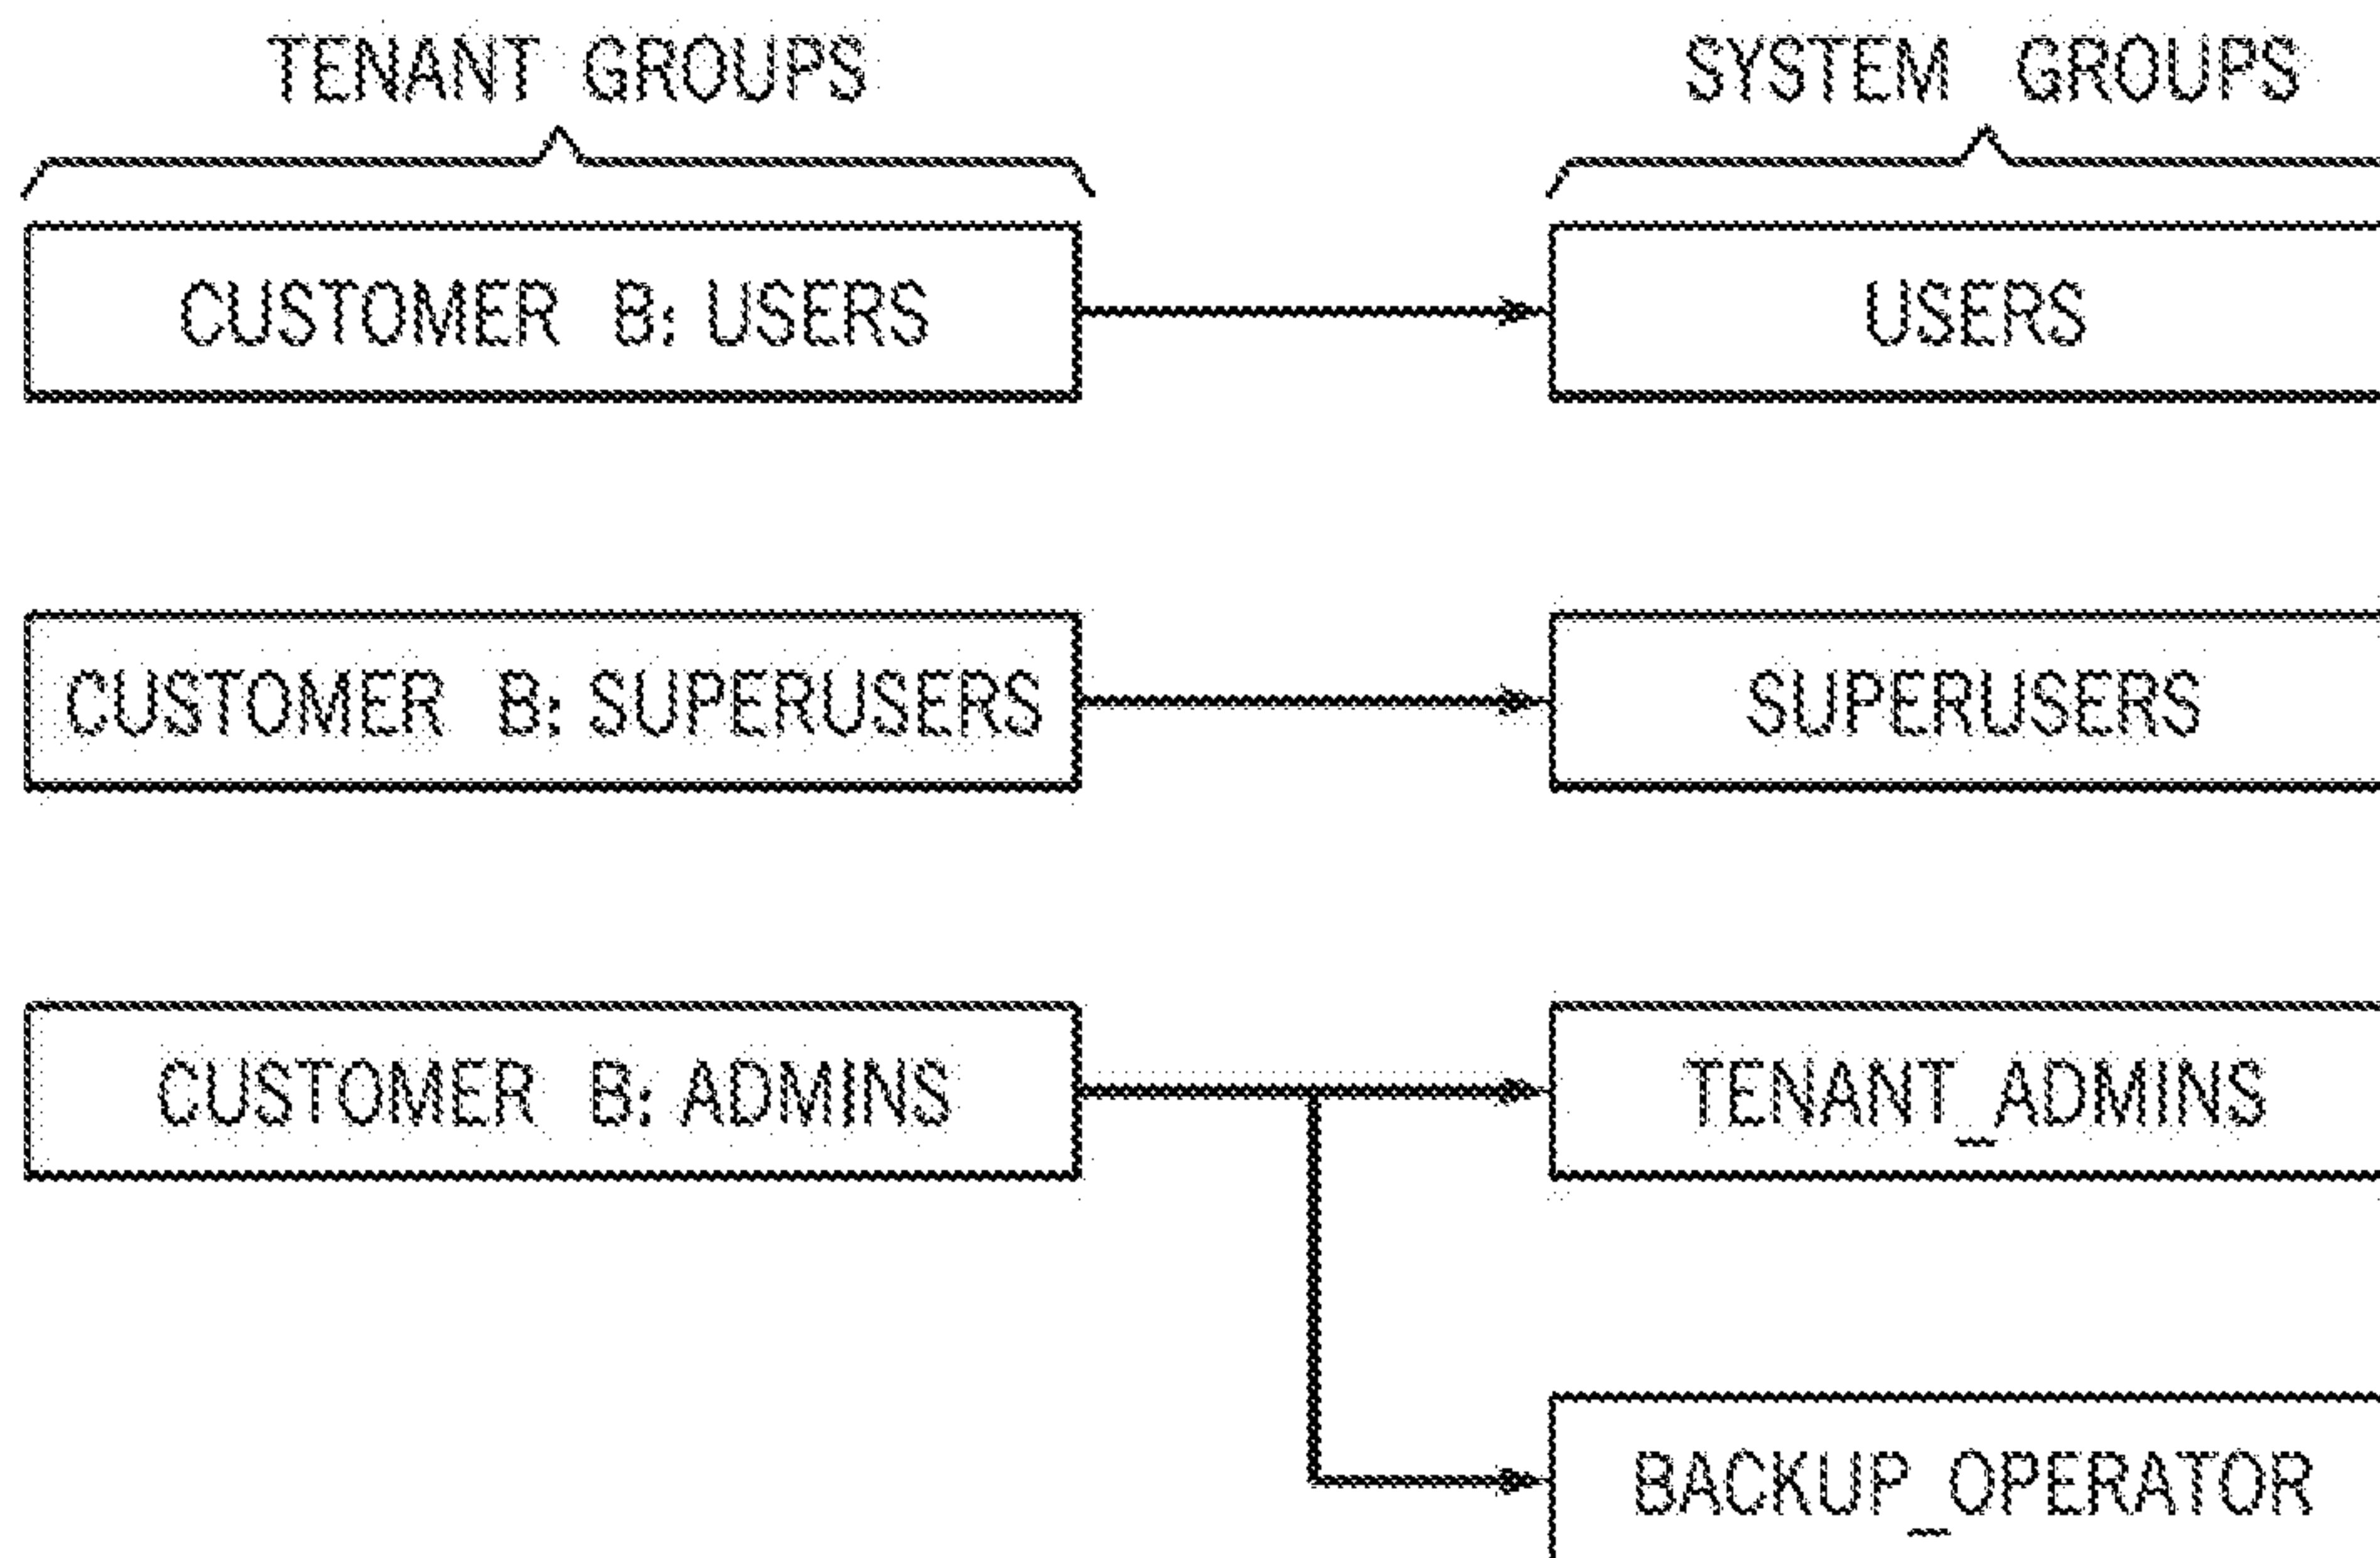 TENANT GROUPS
SYSTEM GROUPS
CUSTOMER B: USERS
USERS
CUSTOMER B: SUPERUSERS
SUPERUSERS
CUSTOMER B: ADMINS
TENANT_ADMINS
BACKUP_OPERATOR